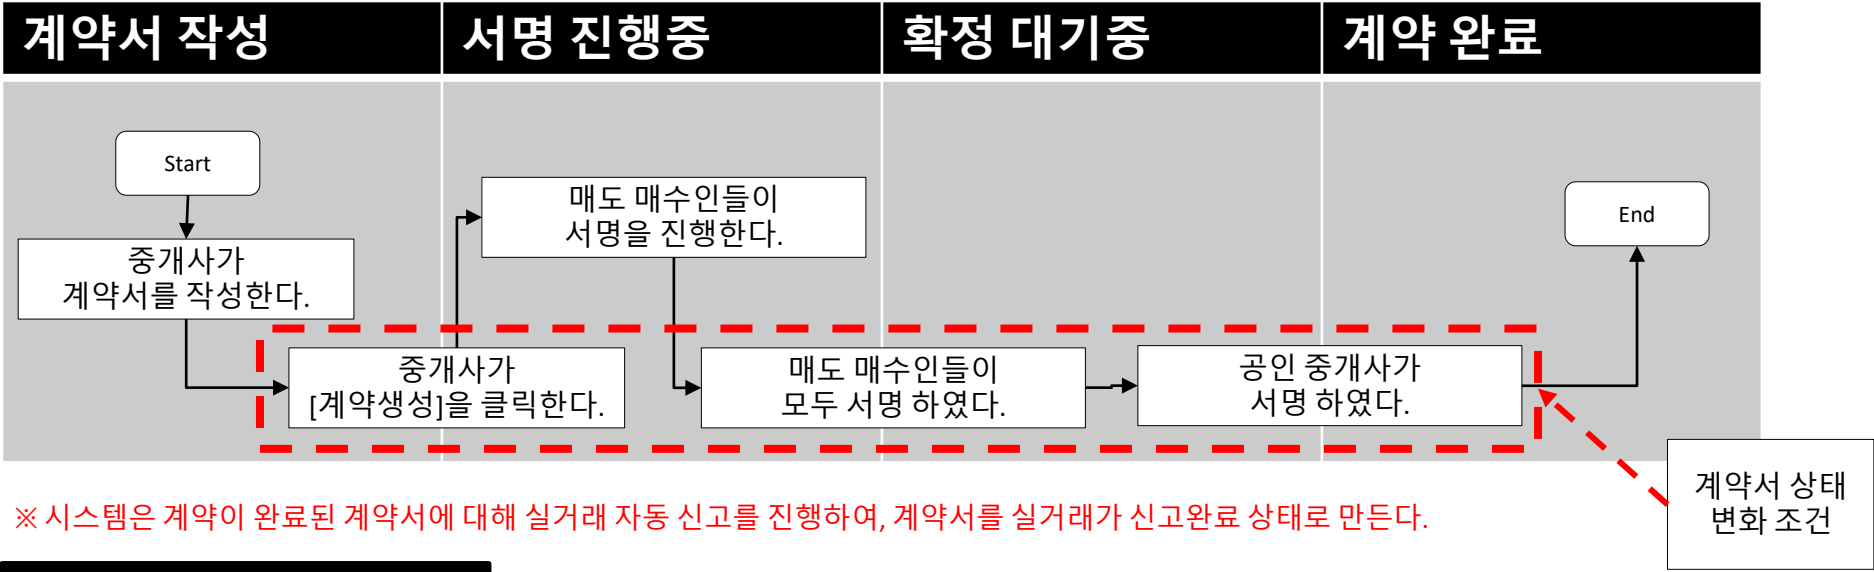 계약서 작성
서명 진행중
확정 대기중
계약 완료
Start
중개사가
계약서를 작성한다.
중개사가
[계약생성]을 클릭한다.
매도 매수인들이
서명을 진행한다.
매도 매수인들이
모두 서명 하였다.
공인 중개사가
서명 하였다.
End
계약서 상태
변화 조건
※ 시스템은 계약이 완료된 계약서에 대해 실거래 자동 신고를 진행하여, 계약서를 실거래가 신고완료 상태로 만든다.